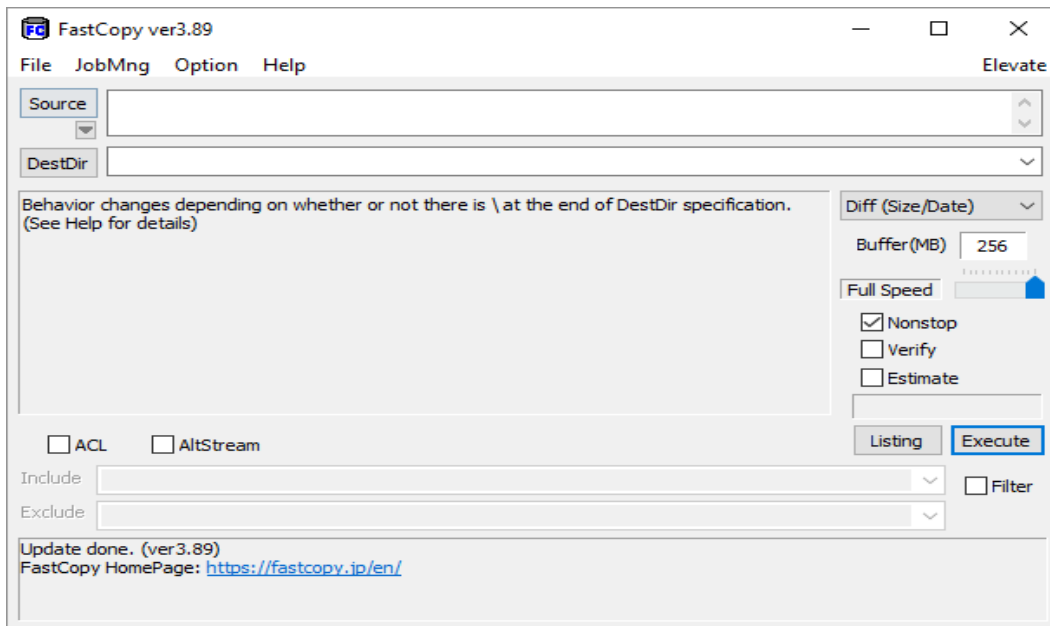 FastCopy ver3.89
File JobMng Option Help Elevate
Source
DestDir
Behavior changes depending on whether or not there is \ at the end of DestDir specification.
(See Help for details)
Diff (Size/Date)
Buffer(MB) 256
Full Speed
Nonstop
Verify
Estimate
ACL AltStream
Listing Execute
Include
Filter
Exclude
Update done. (ver3.89)
FastCopy HomePage: https://fastcopy.jp/en/